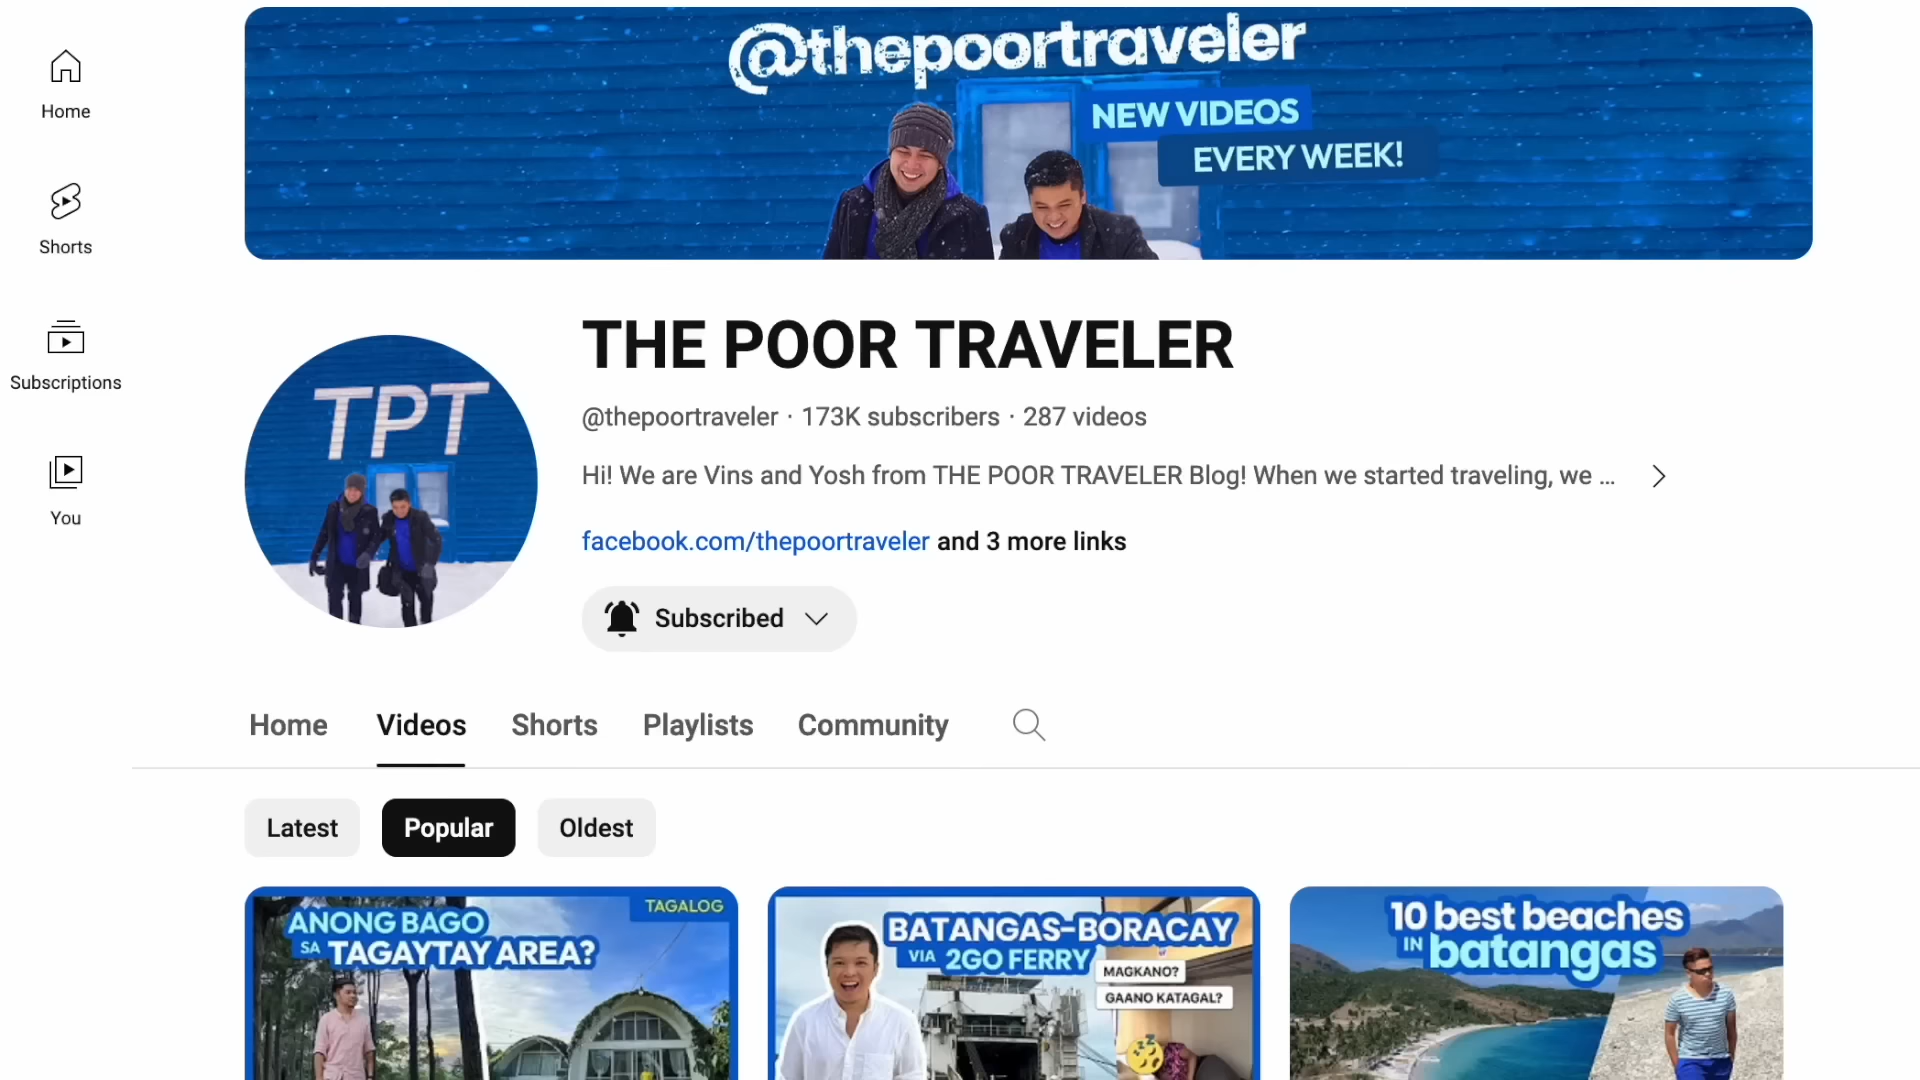 @thepoortraveler
NEW VIDEOS
EVERY WEEK!
Home
Shorts
Subscriptions
You
TPT
THE POOR TRAVELER
@thepoortraveler · 173K subscribers · 287 videos
Hi! We are Vins and Yosh from THE POOR TRAVELER Blog! When we started traveling, we ...
facebook.com/thepoortraveler and 3 more links
Subscribed
Home Videos Shorts Playlists Community
Latest Popular Oldest
TAGALOG
ANONG BAGO
SA TAGAYTAY AREA?
BATANGAS-BORACAY
VIA 2GO FERRY
MAGKANO?
GAANO KATAGAL?
10 best beaches
IN batangas